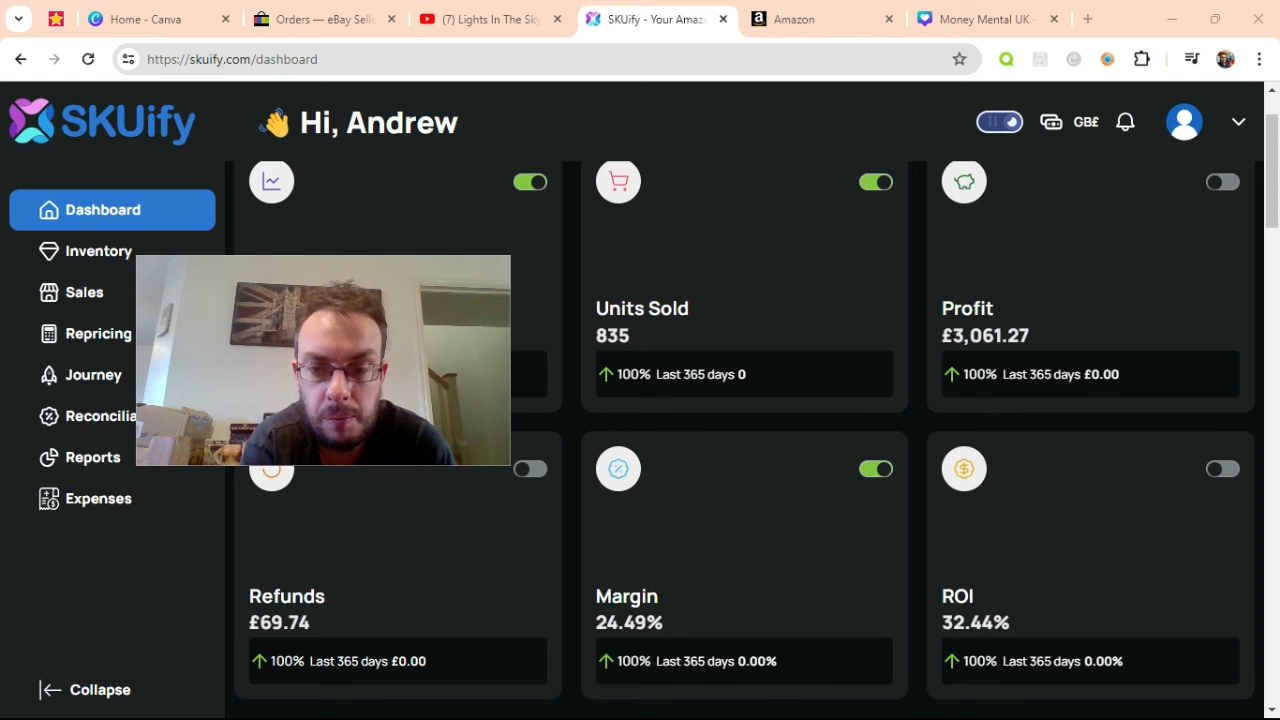 Home - Canva
Orders — eBay Selle
(7) Lights In The Sky
SKUify - Your Amaz
Amazon
Money Mental UK -
https://skuify.com/dashboard
SKUify
Hi, Andrew
GB£
Dashboard
Inventory
Sales
Repricing
Journey
Reconcilia
Reports
Expenses
Collapse
Units Sold
835
100% Last 365 days 0
Profit
£3,061.27
100% Last 365 days £0.00
Refunds
£69.74
100% Last 365 days £0.00
Margin
24.49%
100% Last 365 days 0.00%
ROI
32.44%
100% Last 365 days 0.00%